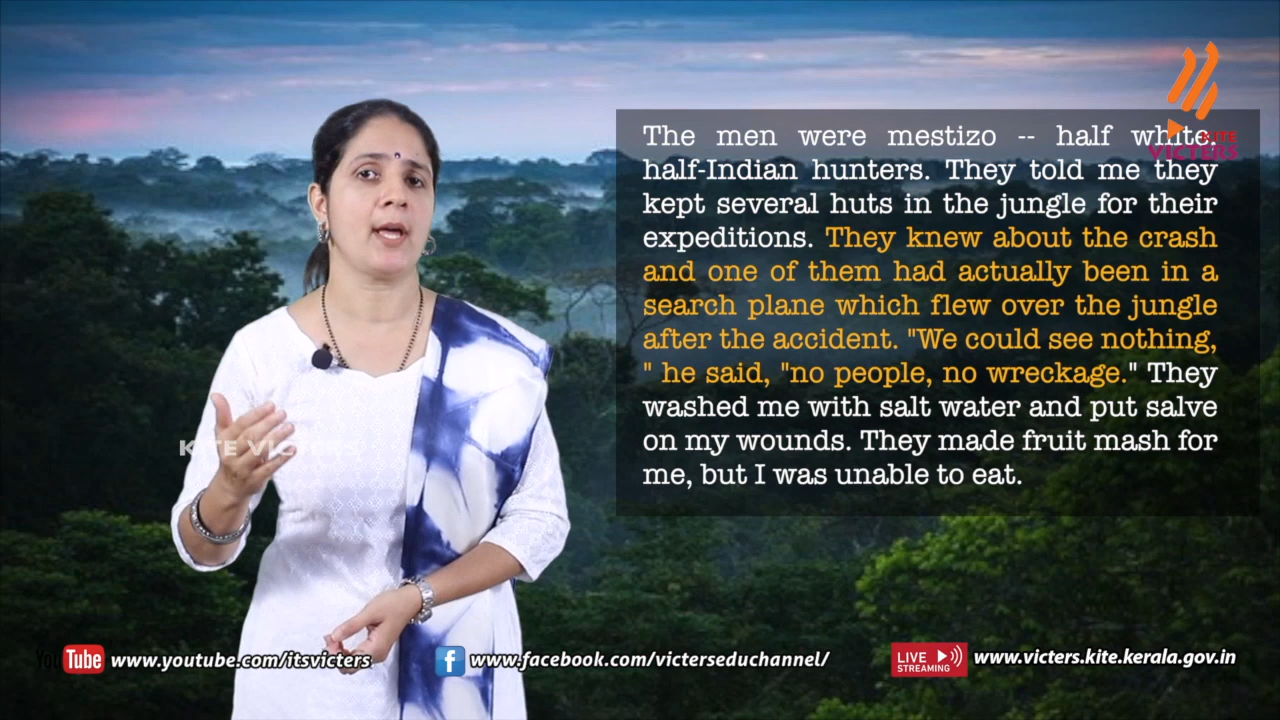 The men were mestizo -- half white,
half-Indian hunters. They told me they
kept several huts in the jungle for their
expeditions. They knew about the crash
and one of them had actually been in a
search plane which flew over the jungle
after the accident. "We could see nothing,
" he said, "no people, no wreckage." They
washed me with salt water and put salve
on my wounds. They made fruit mash for
me, but I was unable to eat.
KITE
VICTERS
KITE VICTERS
You Tube www.youtube.com/itsvicters
f www.facebook.com/victerseduchannel/
LIVE
STREAMING
www.victers.kite.kerala.gov.in